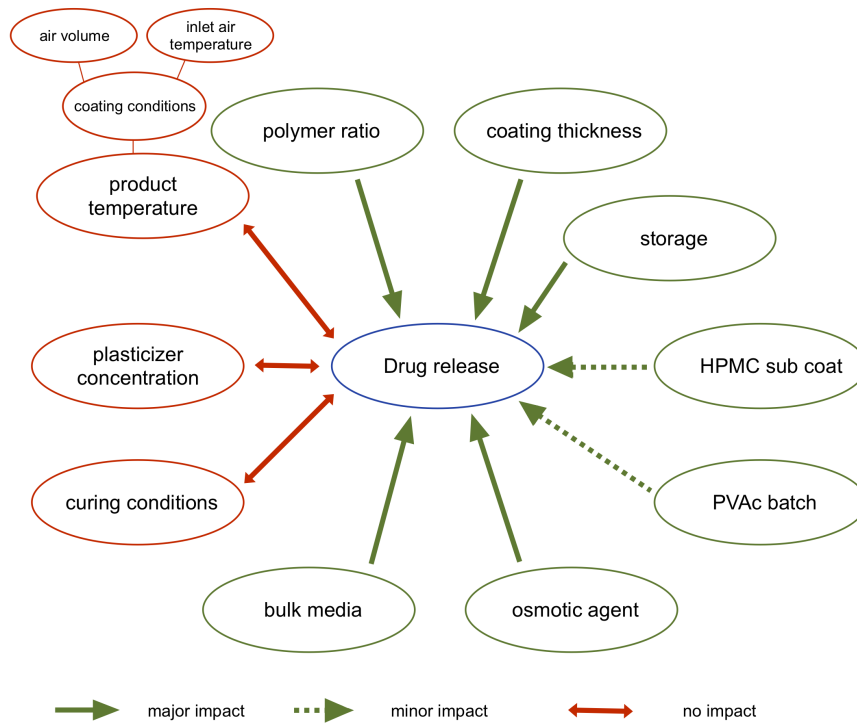 air volume
inlet air
temperature
coating conditions
polymer ratio
coating thickness
product
temperature
storage
plasticizer
concentration
Drug release
HPMC sub coat
curing conditions
PVAc batch
bulk media
osmotic agent
major impact
minor impact
no impact